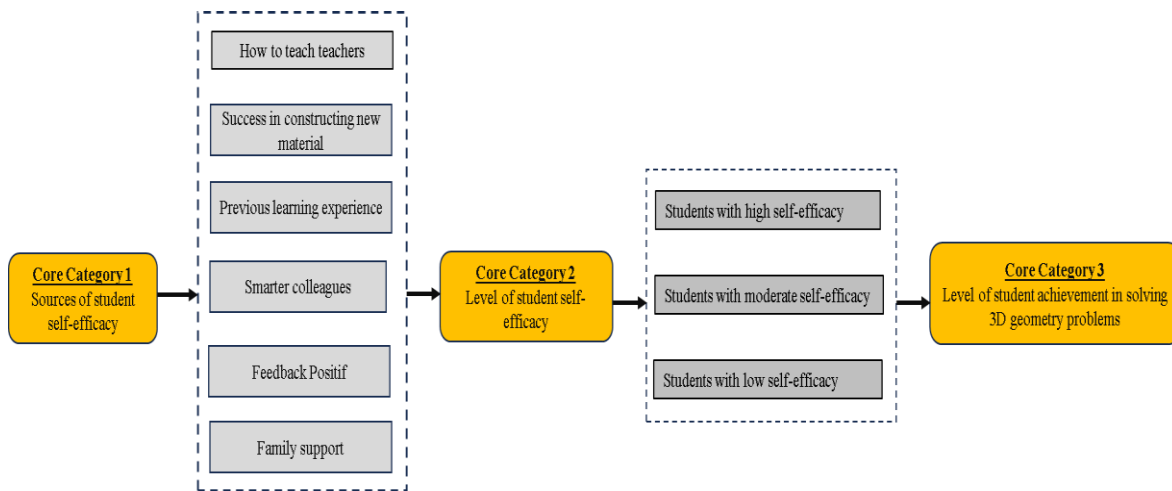 Core Category 1
Sources of student
self-efficacy
How to teach teachers
Success in constructing new
material
Previous learning experience
Smarter colleagues
Feedback Positif
Family support
Core Category 2
Level of student self-
efficacy
Students with high self-efficacy
Students with moderate self-efficacy
Students with low self-efficacy
Core Category 3
Level of student achievement in solving
3D geometry problems